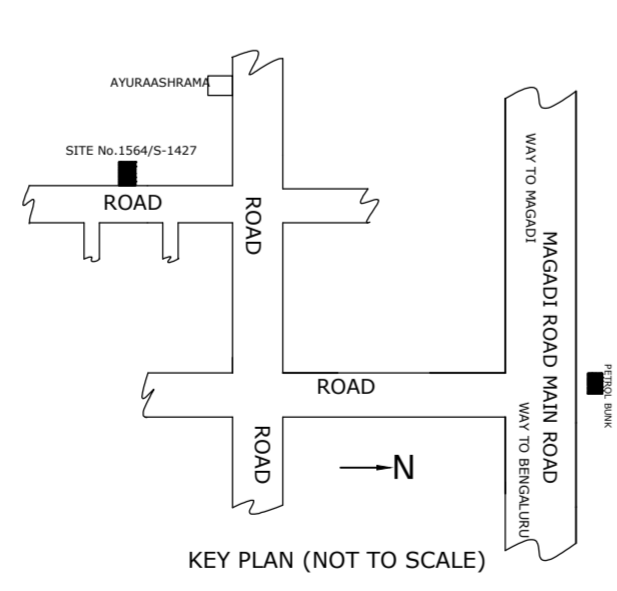 AYURAASHRAMA
SITE No.1564/S-1427
ROAD
ROAD
WAY TO MAGADI
MAGADI ROAD MAIN ROAD
PETROL BUNK
ROAD
WAY TO BENGALURU
ROAD
N
KEY PLAN (NOT TO SCALE)